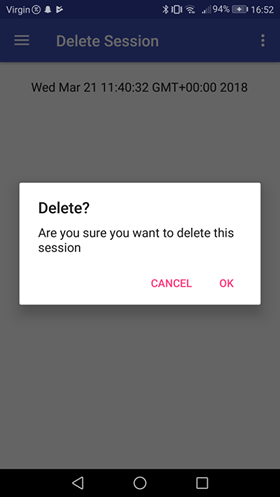 Virgin 94% 16:52
Delete Session
Wed Mar 21 11:40:32 GMT+00:00 2018
Delete?
Are you sure you want to delete this
session
CANCEL OK